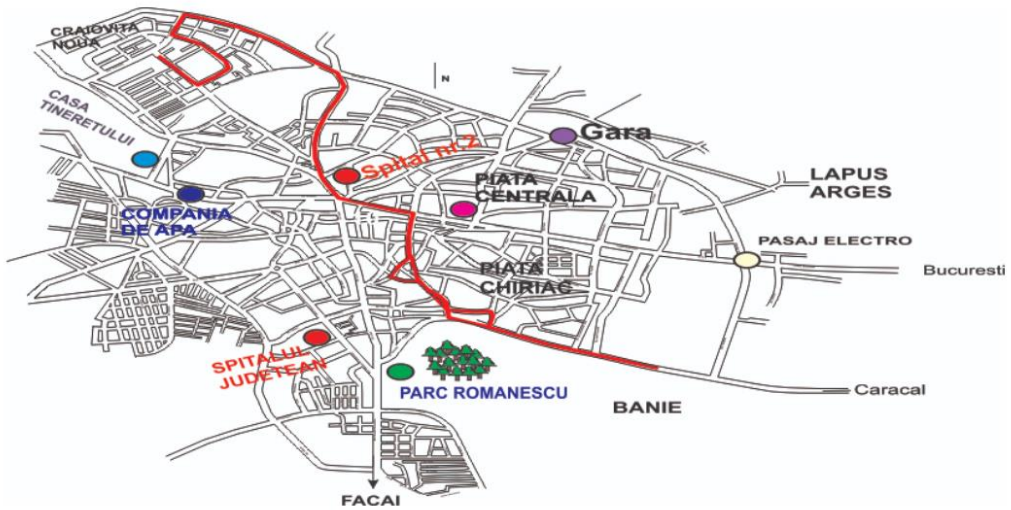 CRAIOVITA
NOUA
N
CASA
TINERETULUI
Gara
Spital nr.2
PIATA
CENTRALA
LAPUS
ARGES
COMPANIA
DE APA
PASAJ ELECTRO
PIATA
CHIRIAC
Bucuresti
SPITALUL
JUDETEAN
PARC ROMANESCU
Caracal
BANIE
FACAI